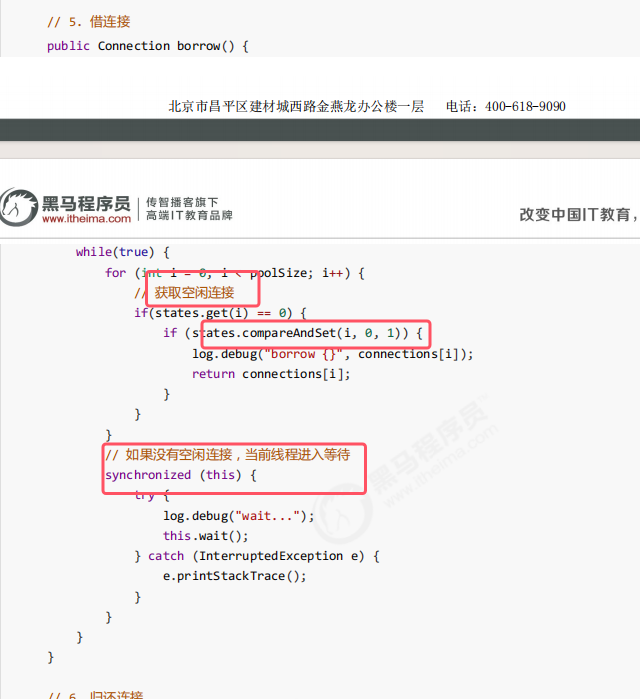 // 5. 借连接
public Connection borrow() {
北京市昌平区建材城西路金燕龙办公楼一层 电话：400-618-9090
黑马程序员
www.itheima.com
传智播客旗下
高端IT教育品牌
改变中国IT教育，
while(true) {
for (int i = 0; i < poolSize; i++) {
// 获取空闲连接
if(states.get(i) == 0) {
if (states.compareAndSet(i, 0, 1)) {
log.debug("borrow {}", connections[i]);
return connections[i];
}
}
}
// 如果没有空闲连接，当前线程进入等待
synchronized (this) {
try {
log.debug("wait...");
this.wait();
} catch (InterruptedException e) {
e.printStackTrace();
}
}
}
}
黑马程序员
www.itheima.com
// 6. 归还连接